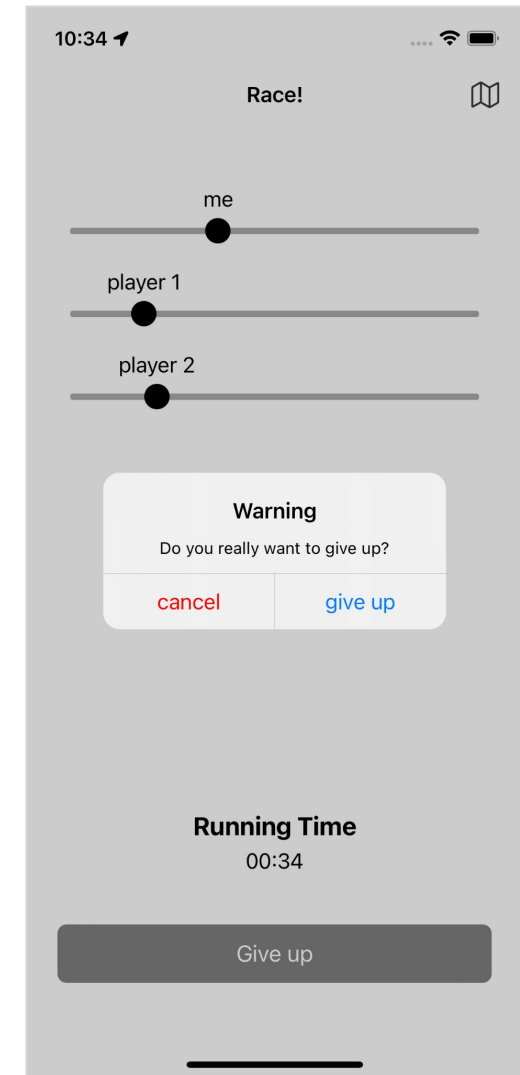 10:34
Race!
me
player 1
player 2
Warning
Do you really want to give up?
cancel
give up
Running Time
00:34
Give up